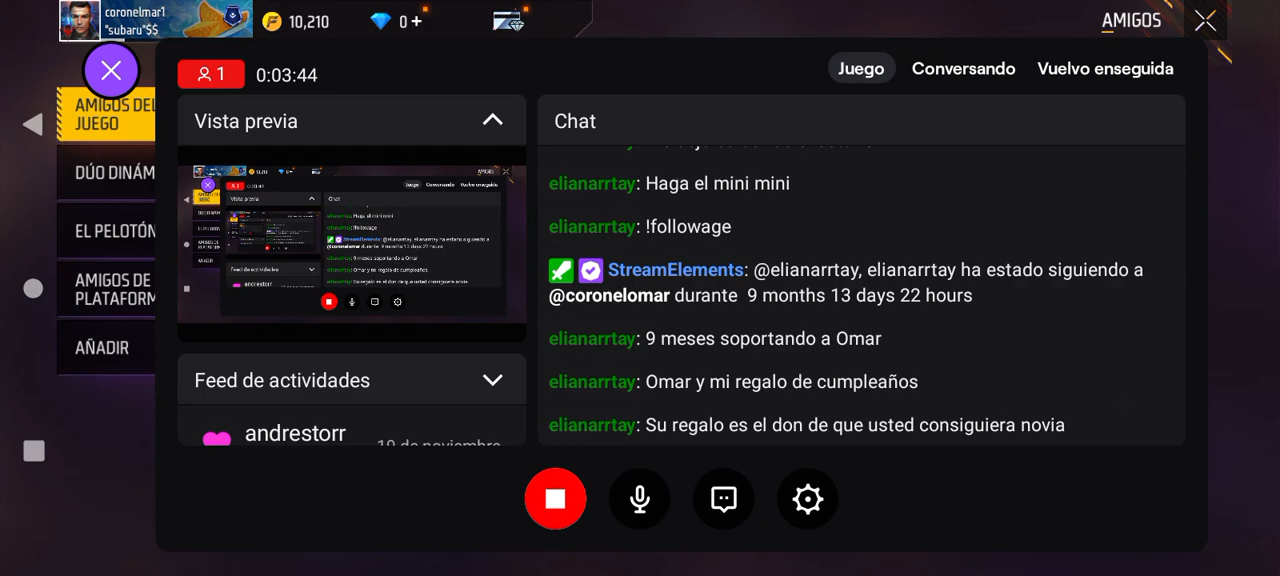 coronelmar1
*subaru*$$
10,210
0 +
AMIGOS
1
0:03:44
Juego
Conversando
Vuelvo enseguida
AMIGOS DEL
JUEGO
DÚO DINÁM
EL PELOTÓN
AMIGOS DE
PLATAFORM
AÑADIR
Vista previa
Feed de actividades
andrestorr
19 de noviembre
Chat
elianarrtay: Haga el mini mini
elianarrtay: !followage
StreamElements: @elianarrtay, elianarrtay ha estado siguiendo a
@coronelomar durante 9 months 13 days 22 hours
elianarrtay: 9 meses soportando a Omar
elianarrtay: Omar y mi regalo de cumpleaños
elianarrtay: Su regalo es el don de que usted consiguiera novia